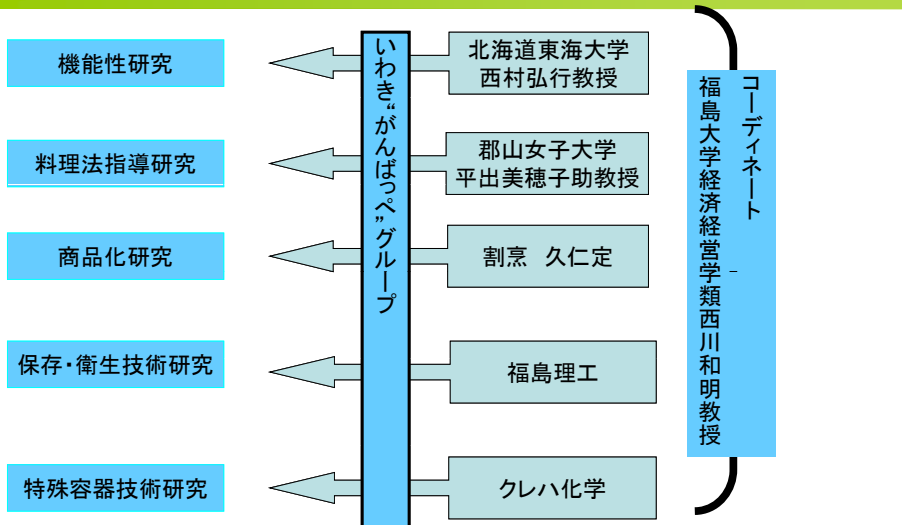 機能性研究
料理法指導研究
商品化研究
保存・衛生技術研究
特殊容器技術研究
いわき“がんばっぺ”グループ
北海道東海大学
西村弘行教授
郡山女子大学
平出美穂子助教授
割烹 久仁定
福島理工
クレハ化学
コーディネート
福島大学経済経営学類西川和明教授